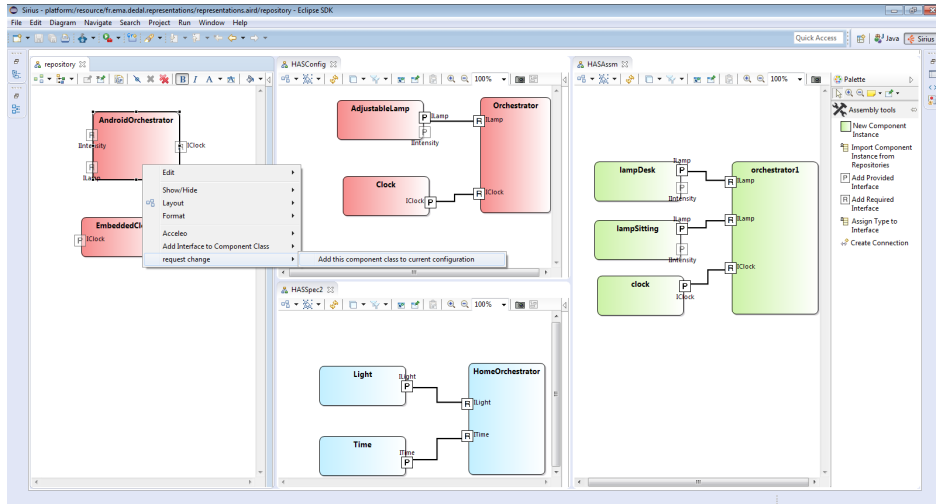 Sirius - platform:/resource/fr.ema.dedal.representations/representations.aird/repository - Eclipse SDK
File Edit Diagram Navigate Search Project Run Window Help
Quick Access
Java
Sirius
repository
B I A
AndroidOrchestrator
R
IIntensity
IClock
R
ILamp
EmbeddedCl
P IClock
Edit
Show/Hide
Layout
Format
Acceleo
Add Interface to Component Class
request change
Add this component class to current configuration
HASConfig
100%
AdjustableLamp
P ILamp
P
IIntensity
Orchestrator
R ILamp
Clock
IClock P
R IClock
HASSpec2
100%
Light
ILight
P
HomeOrchestrator
R ILight
Time
ITime
P
R ITime
HASAssm
100%
lampDesk
ILamp
P
P
IIntensity
orchestrator1
R ILamp
lampSitting
ILamp
P
P
IIntensity
R ILamp
clock
P
IClock
R IClock
Palette
Assembly tools
New Component
Instance
Import Component
Instance from
Repositories
P Add Provided
Interface
R Add Required
Interface
Assign Type to
Interface
Create Connection